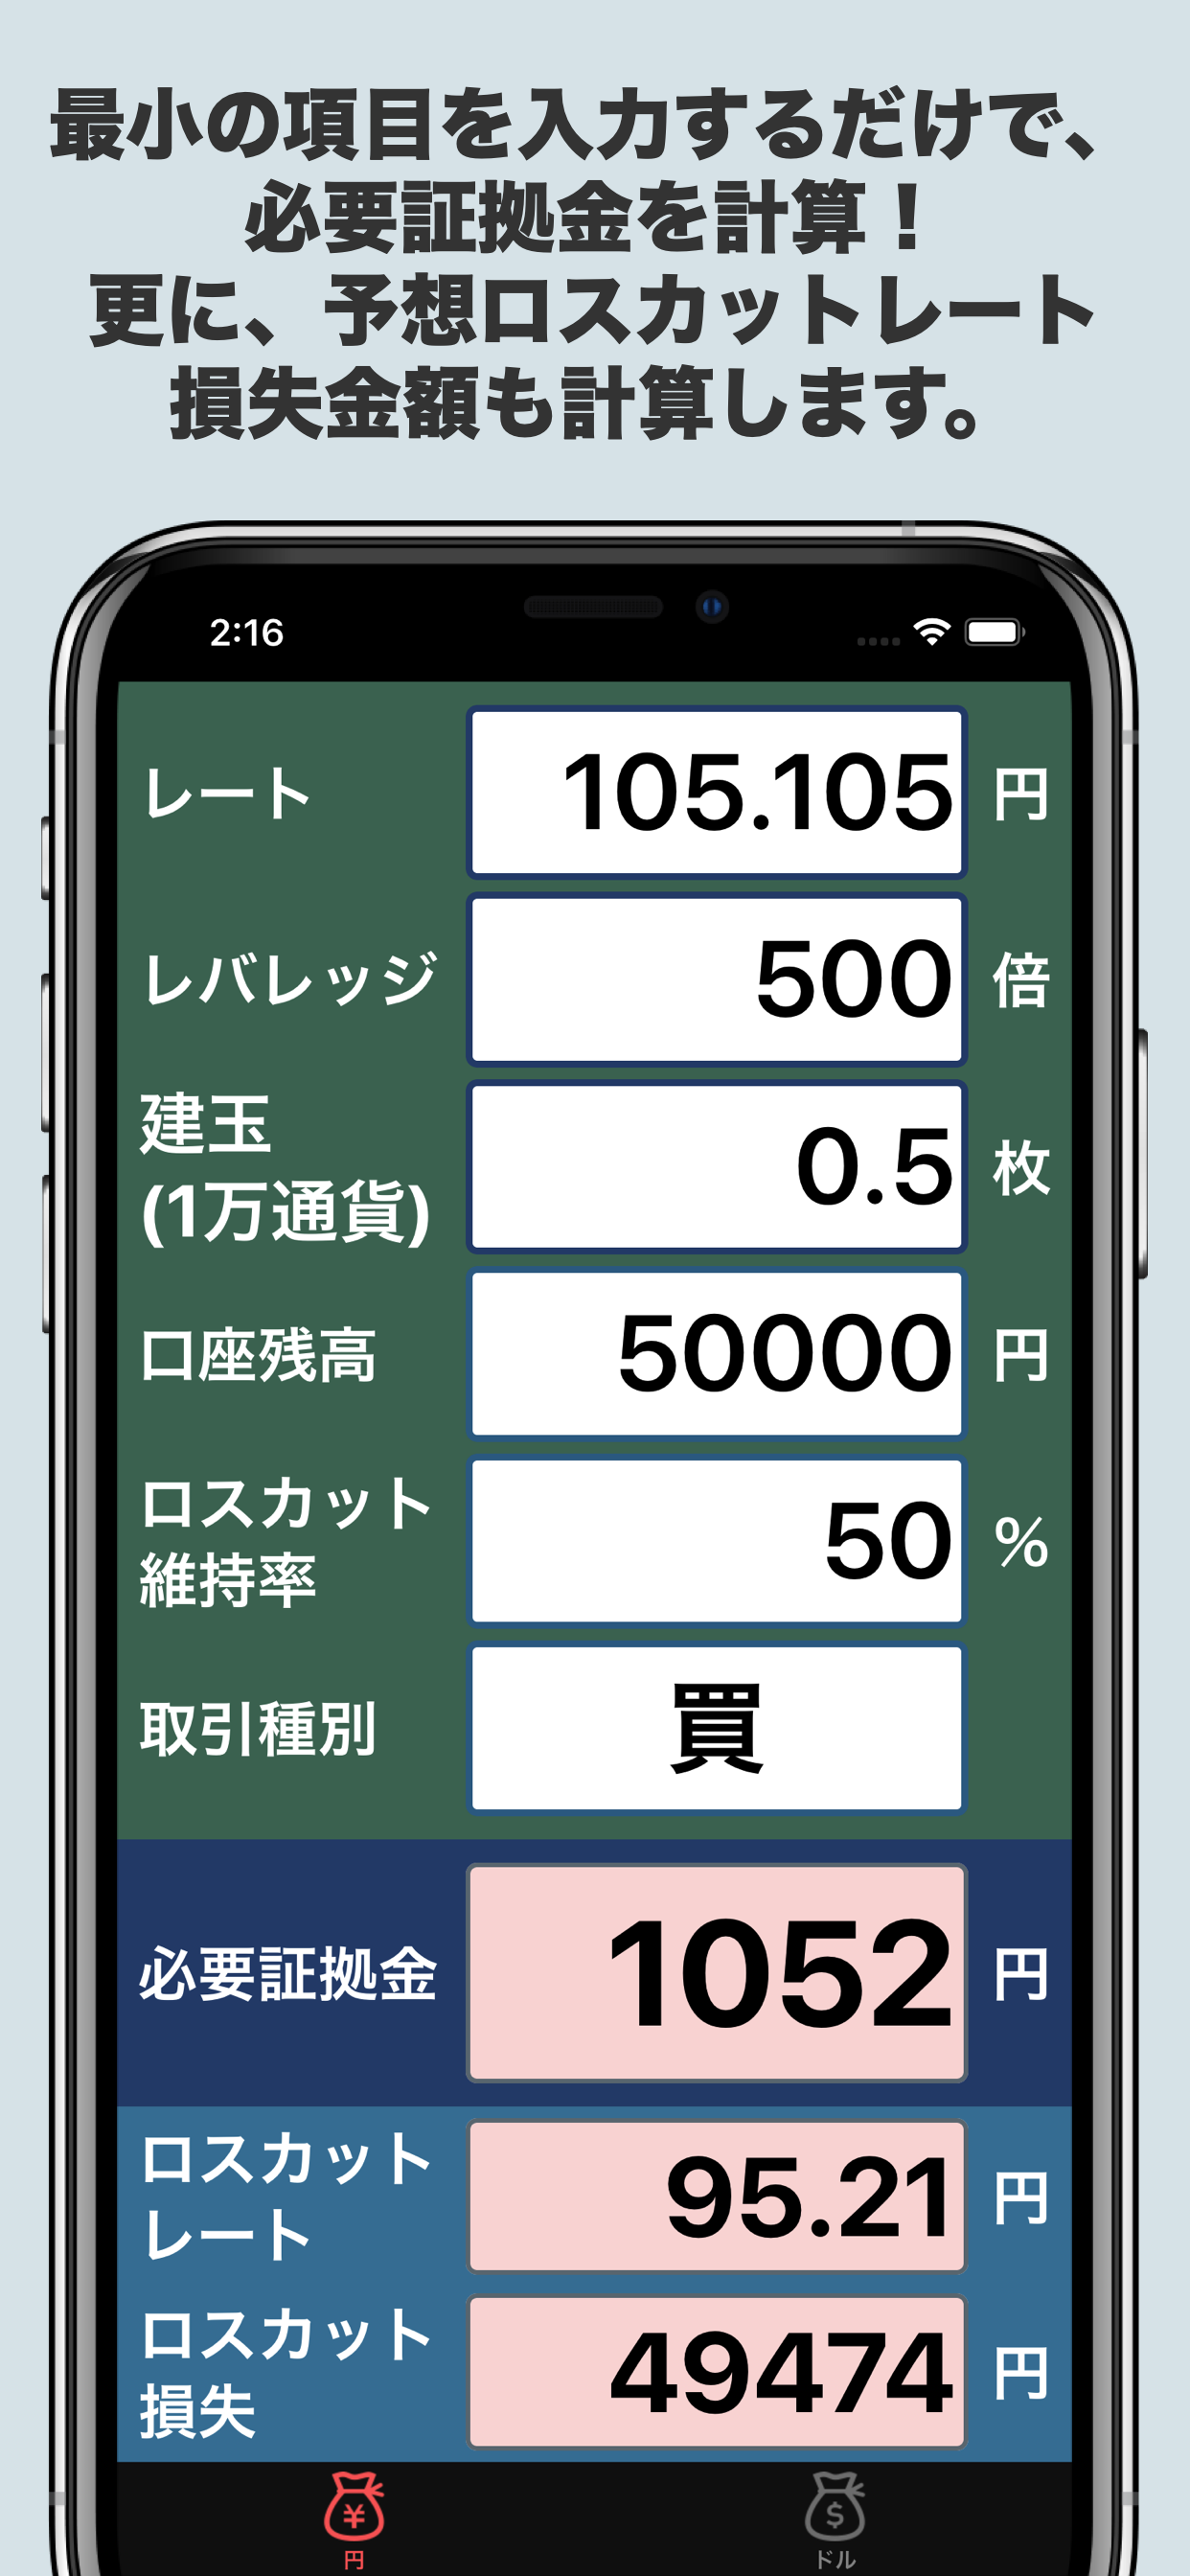 最小の項目を入力するだけで、
必要証拠金を計算！
更に、予想ロスカットレート
損失金額も計算します。
2:16
レート 105.105 円
レバレッジ 500 倍
建玉
(1万通貨) 0.5 枚
口座残高 50000 円
ロスカット
維持率 50 %
取引種別 買
必要証拠金 1052 円
ロスカット
レート 95.21 円
ロスカット
損失 49474 円
¥ $
円 ドル